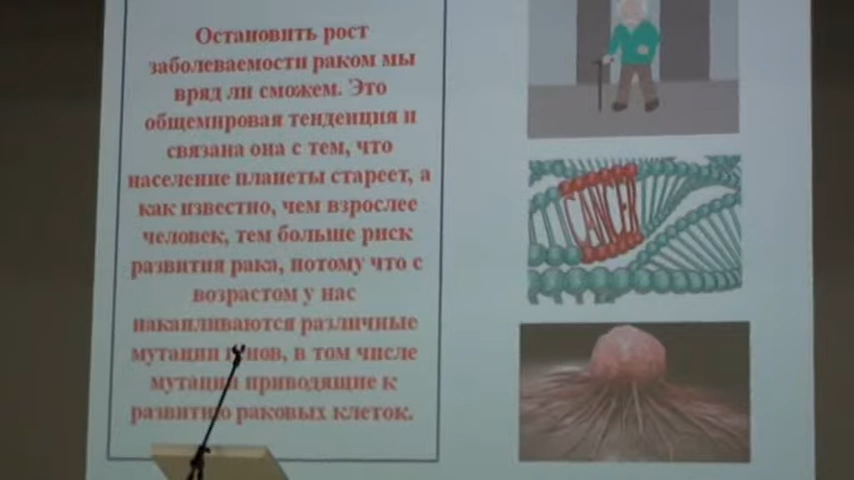 Остановить рост
заболеваемости раком мы
вряд ли сможем. Это
общемировая тенденция и
связана она с тем, что
население планеты стареет, а
как известно, чем взрослее
человек, тем больше риск
развития рака, потому что с
возрастом у нас
накапливаются различные
мутации генов, в том числе
мутации приводящие к
развитию раковых клеток.
CANCER